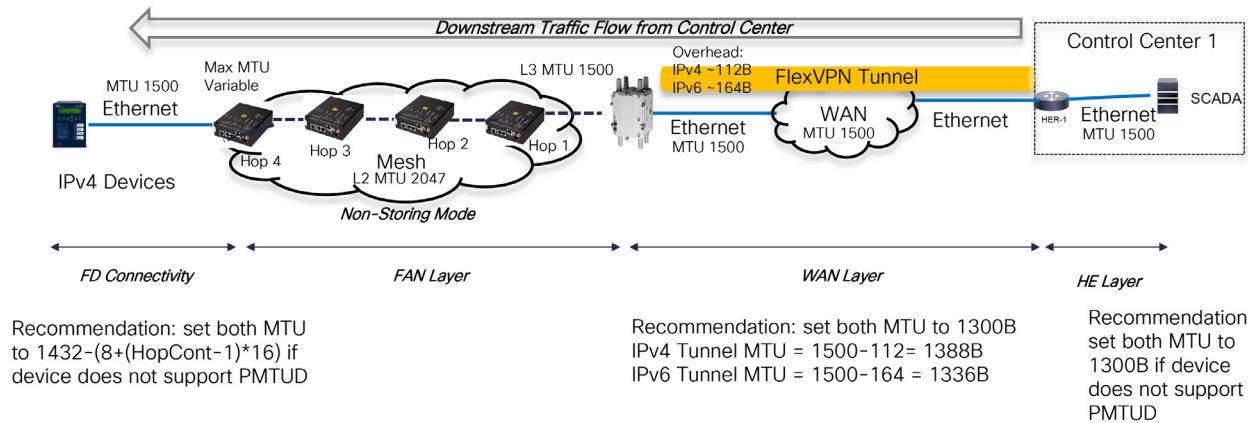 Downstream Traffic Flow from Control Center
Control Center 1
Overhead:
IPv4 ~112B
IPv6 ~164B
FlexVPN Tunnel
MTU 1500
Ethernet
Max MTU
Variable
L3 MTU 1500
Hop 4
Hop 3
Hop 2
Hop 1
Mesh
L2 MTU 2047
Non-Storing Mode
IPv4 Devices
Ethernet
MTU 1500
WAN
MTU 1500
Ethernet
HER-1
Ethernet
MTU 1500
SCADA
FD Connectivity
FAN Layer
WAN Layer
HE Layer
Recommendation: set both MTU
to 1432-(8+(HopCont-1)*16) if
device does not support PMTUD
Recommendation: set both MTU to 1300B
IPv4 Tunnel MTU = 1500-112= 1388B
IPv6 Tunnel MTU = 1500-164 = 1336B
Recommendation
set both MTU to
1300B if device
does not support
PMTUD